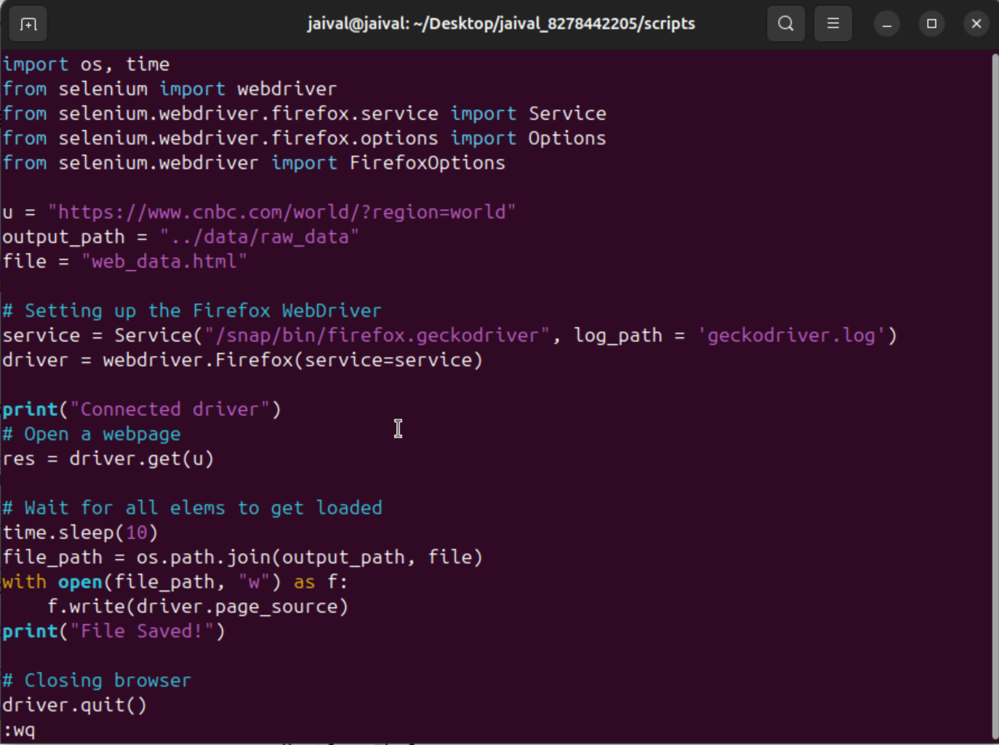 jaival@jaival: ~/Desktop/jaival_8278442205/scripts
import os, time
from selenium import webdriver
from selenium.webdriver.firefox.service import Service
from selenium.webdriver.firefox.options import Options
from selenium.webdriver import FirefoxOptions
u = "https://www.cnbc.com/world/?region=world"
output_path = "../data/raw_data"
file = "web_data.html"
# Setting up the Firefox WebDriver
service = Service("/snap/bin/firefox.geckodriver", log_path = 'geckodriver.log')
driver = webdriver.Firefox(service=service)
print("Connected driver")
# Open a webpage
res = driver.get(u)
# Wait for all elems to get loaded
time.sleep(10)
file_path = os.path.join(output_path, file)
with open(file_path, "w") as f:
    f.write(driver.page_source)
print("File Saved!")
# Closing browser
driver.quit()
:wq